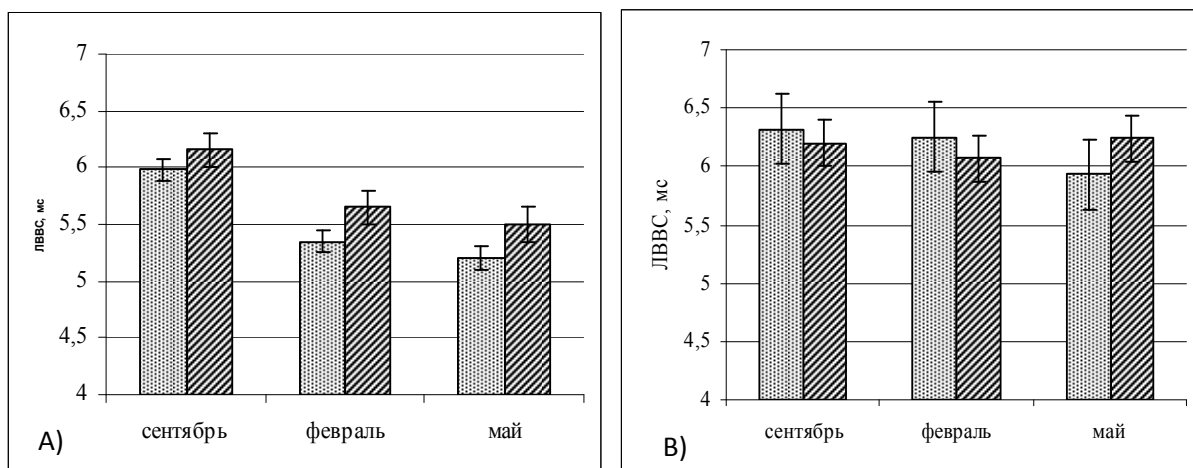 7
6,5
6
5,5
5
4,5
4
ЛВВС, мс
сентябрь
февраль
май
А)
7
6,5
6
5,5
5
4,5
4
ЛВВС, мс
сентябрь
февраль
май
В)